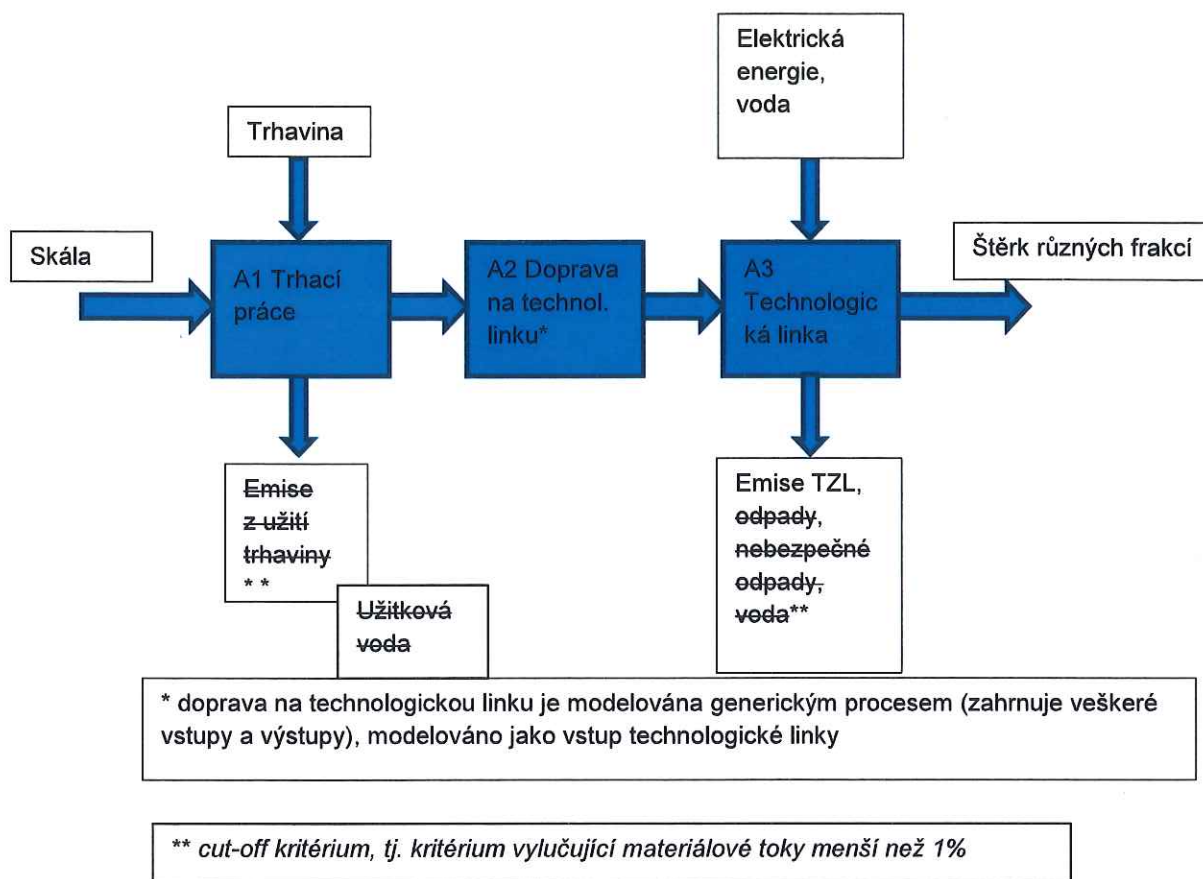 Elektrická
energie,
voda
Trhavina
Skála
A1 Trhací
práce
A2 Doprava
na technol.
linku*
A3
Technologic
ká linka
Štěrk různých frakcí
Emise
z užití
trhaviny
* *
Užitková
voda
Emise TZL,
odpady,
nebezpečné
odpady,
voda**
* doprava na technologickou linku je modelována generickým procesem (zahrnuje veškeré
vstupy a výstupy), modelováno jako vstup technologické linky
** cut-off kritérium, tj. kritérium vylučující materiálové toky menší než 1%